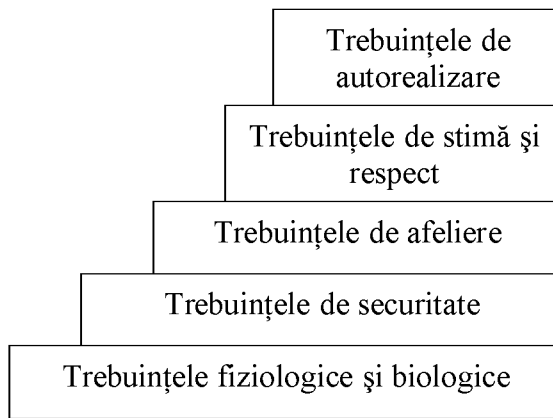 Trebuințele de
autorealizare
Trebuințele de stimă şi
respect
Trebuințele de afeliere
Trebuințele de securitate
Trebuințele fiziologice şi biologice